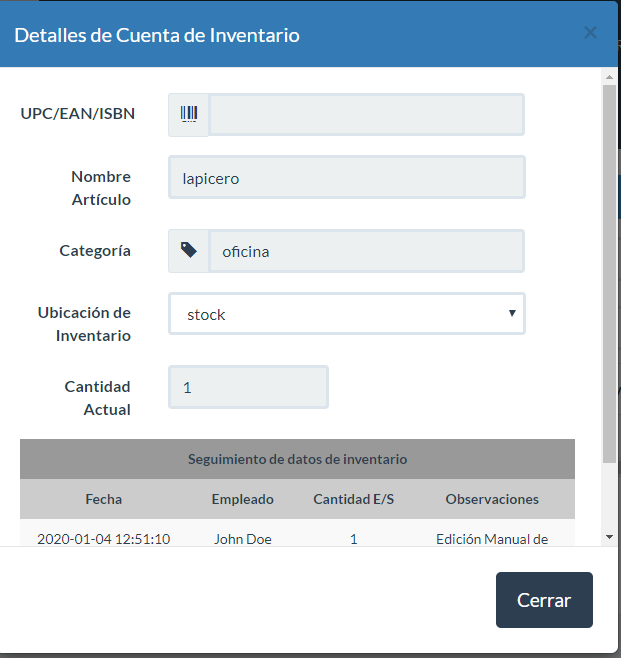 Detalles de Cuenta de Inventario
×
UPC/EAN/ISBN
Nombre
Artículo
lapicero
Categoría
oficina
Ubicación de
Inventario
stock
Cantidad
Actual
1
Seguimiento de datos de inventario
Fecha Empleado Cantidad E/S Observaciones
2020-01-04 12:51:10 John Doe 1 Edición Manual de
Cerrar